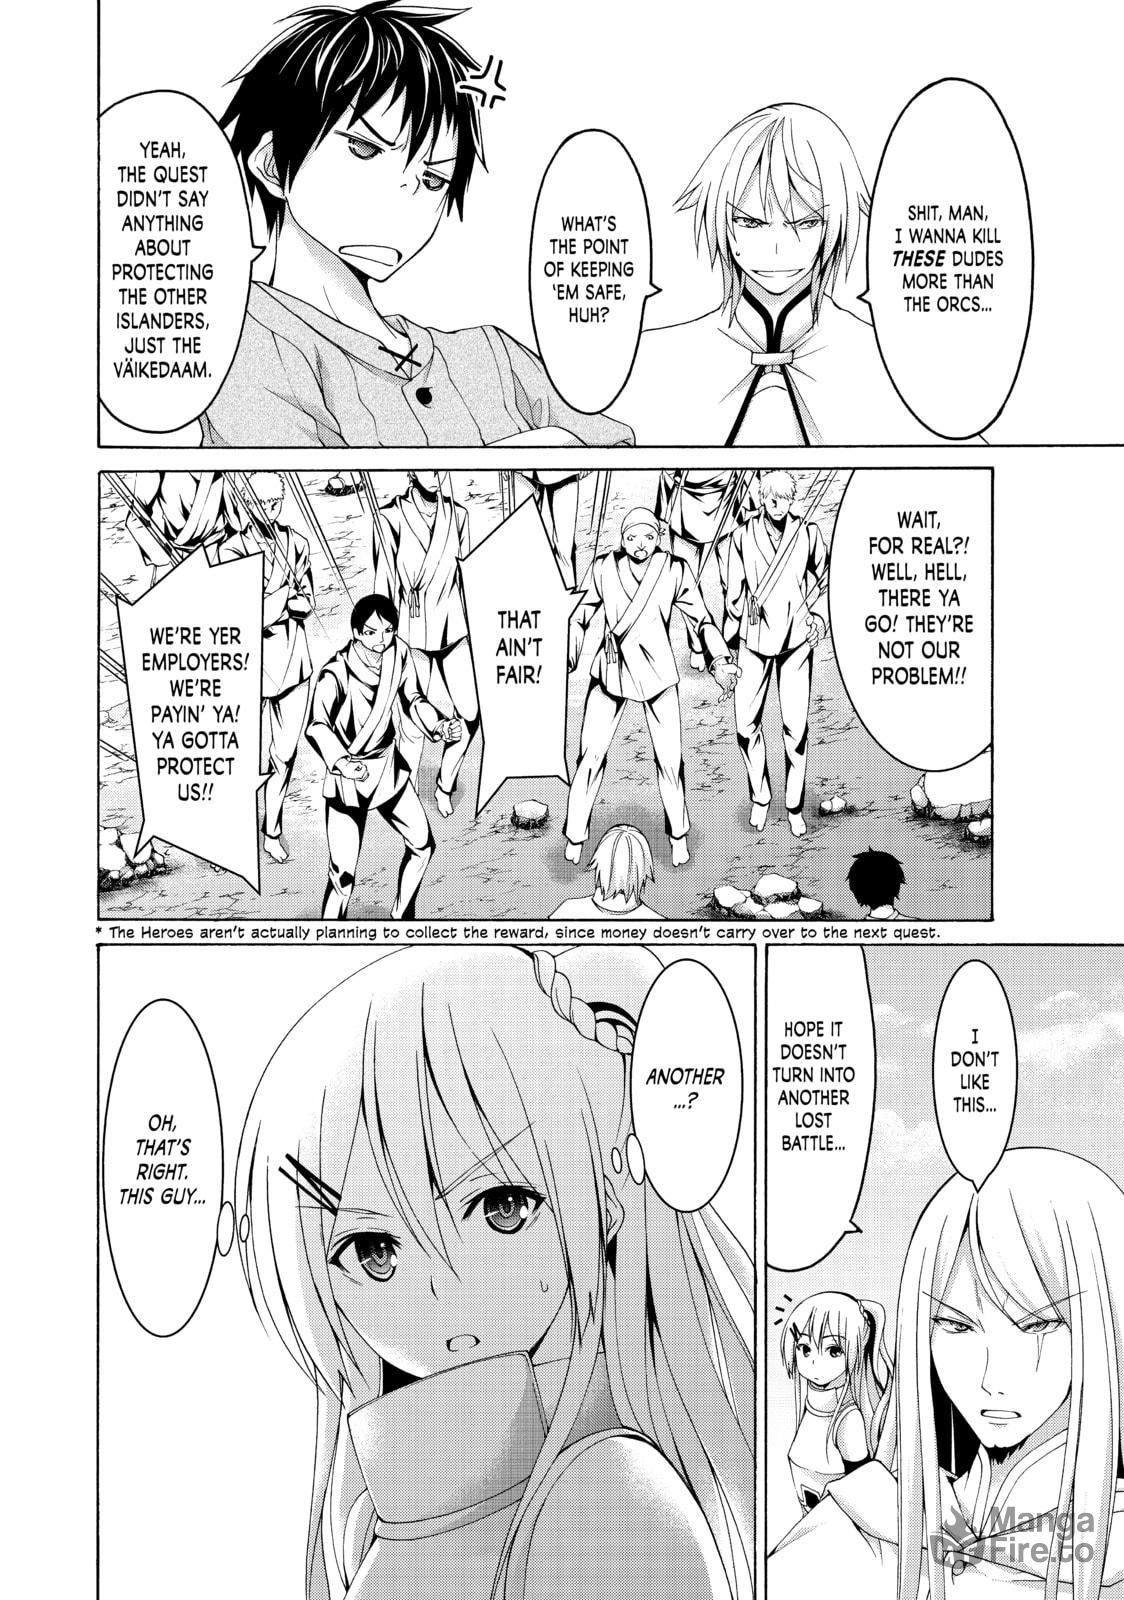 SHIT, MAN,
I WANNA KILL
THESE DUDES
MORE THAN
THE ORCS...
WHAT'S
THE POINT
OF KEEPING
'EM SAFE,
HUH?
YEAH,
THE QUEST
DIDN'T SAY
ANYTHING
ABOUT
PROTECTING
THE OTHER
ISLANDERS,
JUST THE
VÄIKEDAAM.
WAIT,
FOR REAL?!
WELL, HELL,
THERE YA
GO! THEY'RE
NOT OUR
PROBLEM!!
THAT
AIN'T
FAIR!
WE'RE YER
EMPLOYERS!
WE'RE
PAYIN' YA!
YA GOTTA
PROTECT
US!!
* The Heroes aren't actually planning to collect the reward, since money doesn't carry over to the next quest.
I
DON'T
LIKE
THIS...
HOPE IT
DOESN'T
TURN INTO
ANOTHER
LOST
BATTLE...
ANOTHER
...?
OH,
THAT'S
RIGHT.
THIS GUY...
Manga
Fire.to